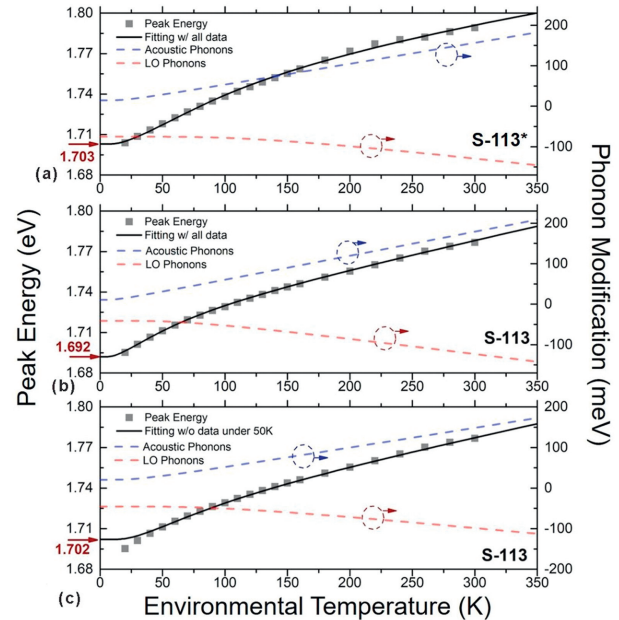 1.80
1.77
1.74
1.71
1.68
200
100
0
-100
Peak Energy
Fitting w/ all data
Acoustic Phonons
LO Phonons
1.703
S-113*
(a)
0 50 100 150 200 250 300 350
1.80
1.77
1.74
1.71
1.68
200
100
0
-100
Peak Energy
Fitting w/ all data
Acoustic Phonons
LO Phonons
1.692
S-113
(b)
0 50 100 150 200 250 300 350
1.80
1.77
1.74
1.71
1.68
200
100
0
-100
-200
Peak Energy
Fitting w/o data under 50K
Acoustic Phonons
LO Phonons
1.702
S-113
(c)
0 50 100 150 200 250 300 350
Environmental Temperature (K)
Peak Energy (eV)
Phonon Modification (meV)